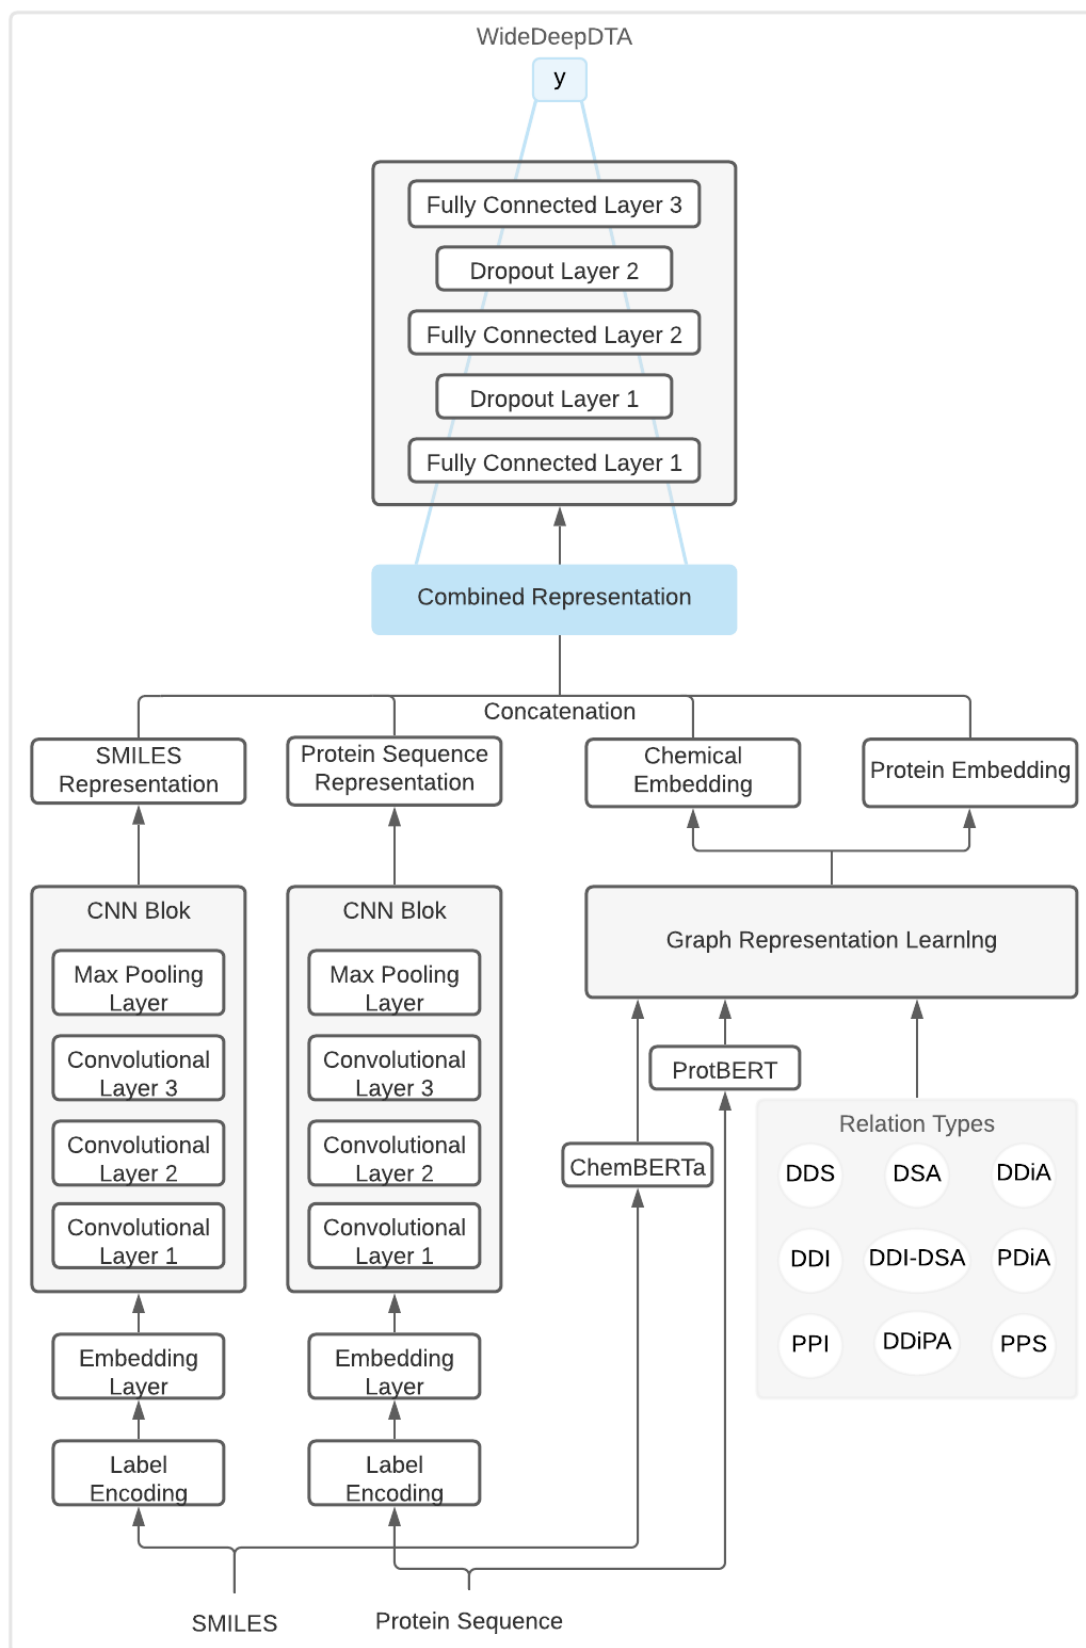 WideDeepDTA
y
Fully Connected Layer 3
Dropout Layer 2
Fully Connected Layer 2
Dropout Layer 1
Fully Connected Layer 1
Combined Representation
Concatenation
SMILES
Representation
Protein Sequence
Representation
Chemical
Embedding
Protein Embedding
CNN Blok
Max Pooling
Layer
Convolutional
Layer 3
Convolutional
Layer 2
Convolutional
Layer 1
Embedding
Layer
Label
Encoding
CNN Blok
Max Pooling
Layer
Convolutional
Layer 3
Convolutional
Layer 2
Convolutional
Layer 1
Embedding
Layer
Label
Encoding
Graph Representation LearnIng
ProtBERT
ChemBERTa
Relation Types
DDS
DSA
DDiA
DDI
DDI-DSA
PDiA
PPI
DDiPA
PPS
SMILES
Protein Sequence